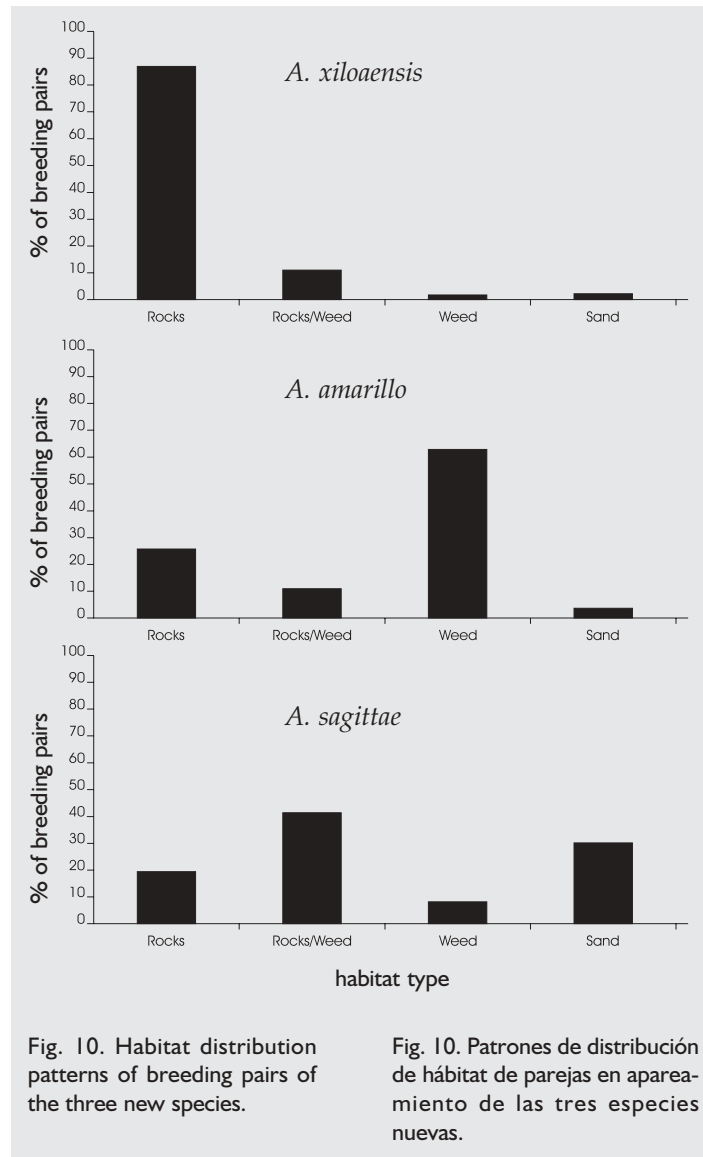 100
90
80
70
60
50
40
30
20
10
0
% of breeding pairs
A. xiloaensis
Rocks Rocks/Weed Weed Sand
100
90
80
70
60
50
40
30
20
10
0
% of breeding pairs
A. amarillo
Rocks Rocks/Weed Weed Sand
100
90
80
70
60
50
40
30
20
10
0
% of breeding pairs
A. sagittae
Rocks Rocks/Weed Weed Sand
habitat type
Fig. 10. Habitat distribution
patterns of breeding pairs of
the three new species.
Fig. 10. Patrones de distribución
de hábitat de parejas en aparea-
miento de las tres especies
nuevas.